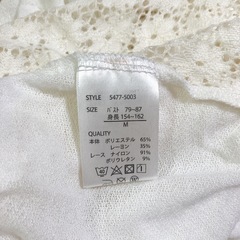 STYLE S477-5003
SIZE バスト 79~87
身長 154~162
M
QUALITY
本体 ポリエステル 65%
レーヨン 35%
レース ナイロン 91%
ポリウレタン 9%